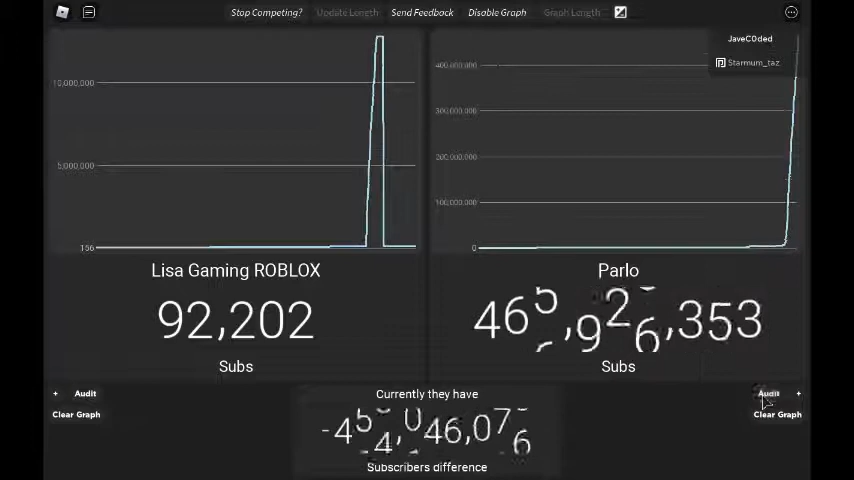 Stop Competing? Update Length Send Feedback Disable Graph Graph Length
JaveC0ded
Starmum_taz
10,000,000
5,000,000
156
400,000,000
300,000,000
200,000,000
100,000,000
0
Lisa Gaming ROBLOX
92,202
Subs
Parlo
Subs
+ Audit
Clear Graph
Currently they have
Subscribers difference
Audit +
Clear Graph